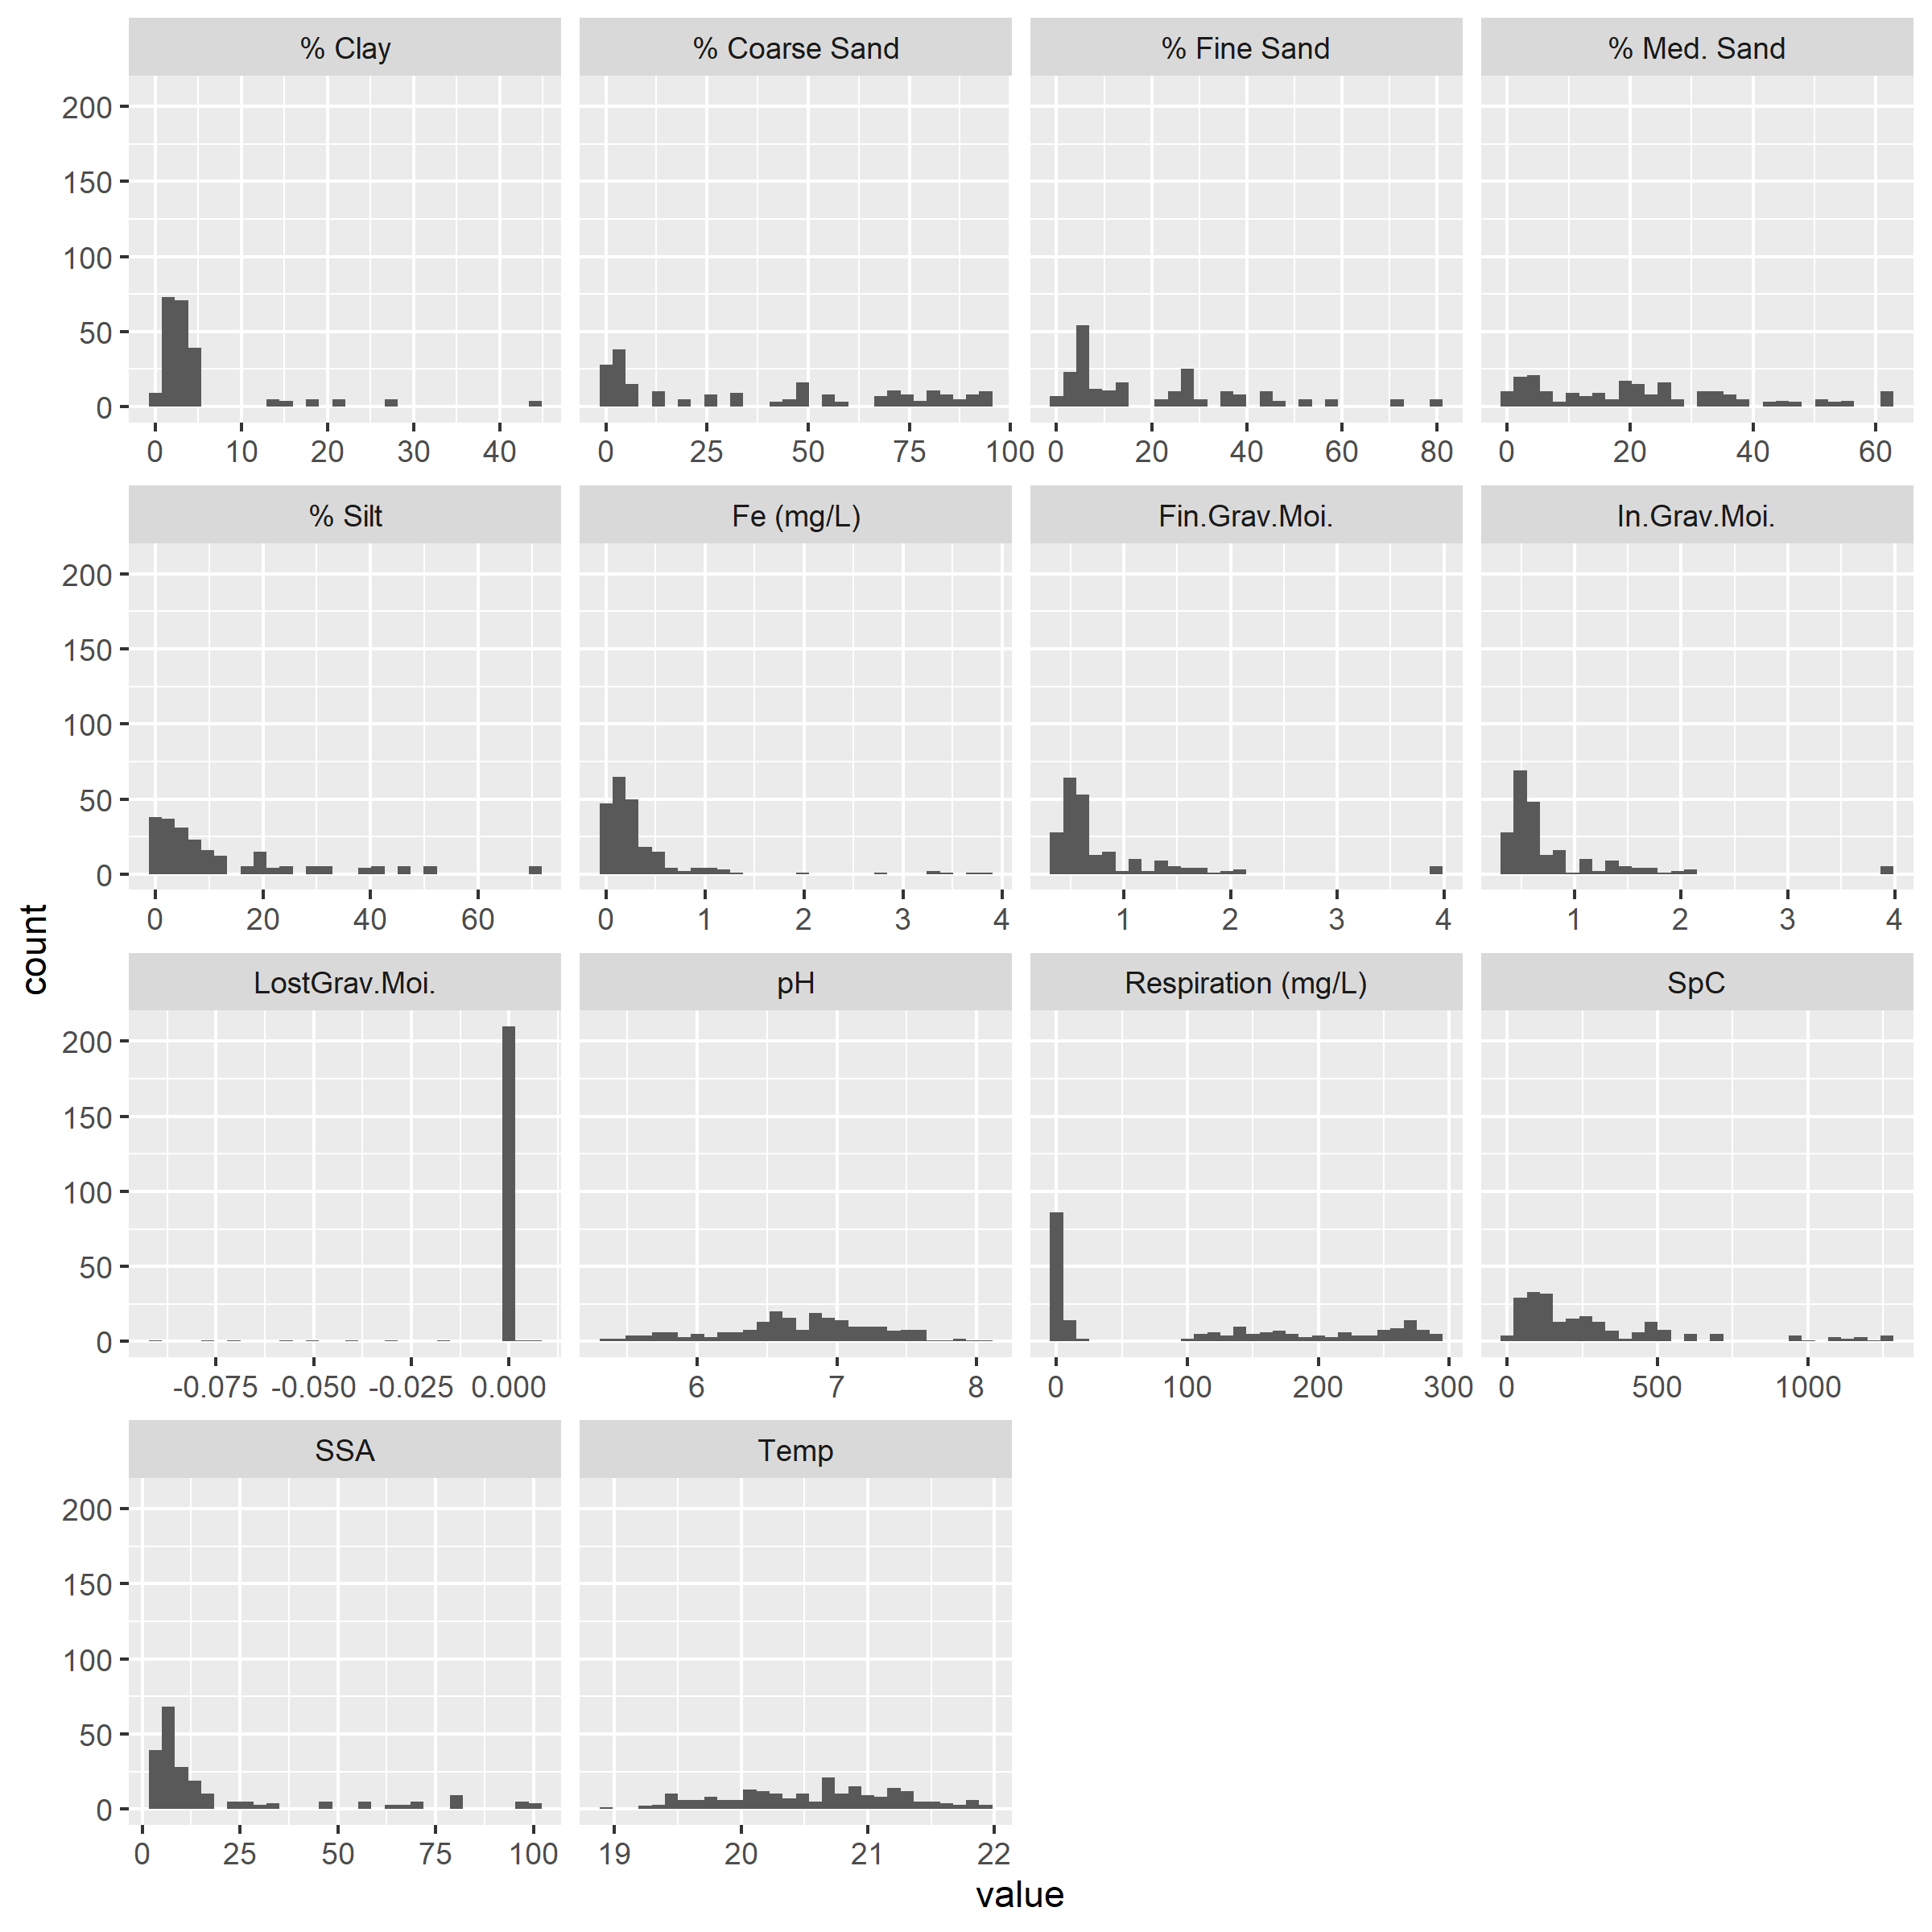 % Clay % Coarse Sand % Fine Sand % Med. Sand
200
150
100
50
0
0 10 20 30 40 0 25 50 75 100 0 20 40 60 80 0 20 40 60
% Silt Fe (mg/L) Fin.Grav.Moi. In.Grav.Moi.
200
150
100
50
0
0 20 40 60 0 1 2 3 4 1 2 3 4 1 2 3 4
count
LostGrav.Moi. pH Respiration (mg/L) SpC
200
150
100
50
0
-0.075 -0.050 -0.025 0.000 6 7 8 0 100 200 300 0 500 1000
SSA Temp
200
150
100
50
0
0 25 50 75 100 19 20 21 22
value